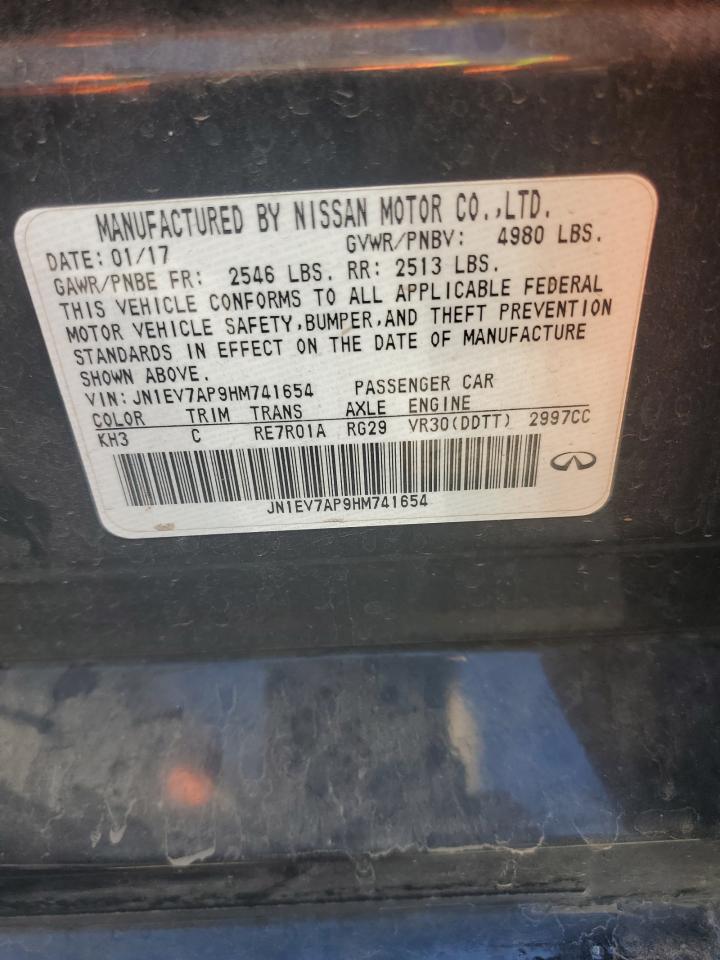 MANUFACTURED BY NISSAN MOTOR CO.,LTD.
DATE: 01/17 GVWR/PNBV: 4980 LBS.
GAWR/PNBE FR: 2546 LBS. RR: 2513 LBS.
THIS VEHICLE CONFORMS TO ALL APPLICABLE FEDERAL
MOTOR VEHICLE SAFETY,BUMPER,AND THEFT PREVENTION
STANDARDS IN EFFECT ON THE DATE OF MANUFACTURE
SHOWN ABOVE.
VIN: JN1EV7AP9HM741654 PASSENGER CAR
COLOR TRIM TRANS AXLE ENGINE
KH3 C RE7R01A RG29 VR30(DDTT) 2997CC
JN1EV7AP9HM741654